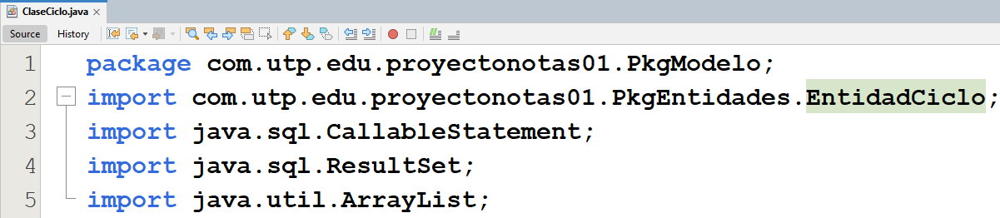 ClaseCiclo.java
Source History
1 package com.utp.edu.proyectonotas01.PkgModelo;
2 import com.utp.edu.proyectonotas01.PkgEntidades.EntidadCiclo;
3 import java.sql.CallableStatement;
4 import java.sql.ResultSet;
5 import java.util.ArrayList;